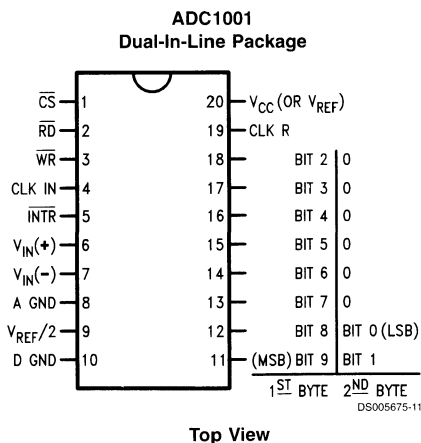 ADC1001
Dual-In-Line Package
CS 1 20 VCC (OR VREF)
RD 2 19 CLK R
WR 3 18 BIT 2 0
CLK IN 4 17 BIT 3 0
INTR 5 16 BIT 4 0
VIN(+) 6 15 BIT 5 0
VIN(-) 7 14 BIT 6 0
A GND 8 13 BIT 7 0
VREF/2 9 12 BIT 8 BIT 0 (LSB)
D GND 10 11 (MSB) BIT 9 BIT 1
1ST BYTE 2ND BYTE
DS005675-11
Top View